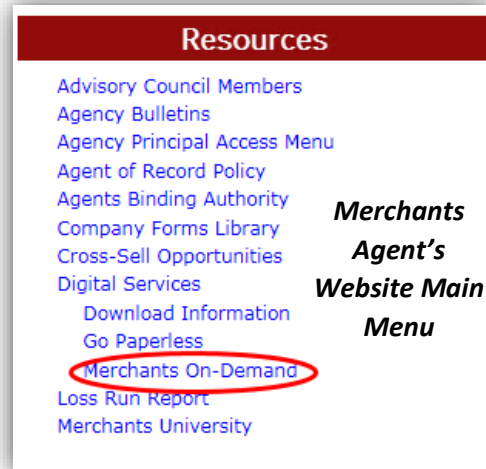 Resources
Advisory Council Members
Agency Bulletins
Agency Principal Access Menu
Agent of Record Policy
Agents Binding Authority
Company Forms Library
Cross-Sell Opportunities
Digital Services
Download Information
Go Paperless
Merchants On-Demand
Loss Run Report
Merchants University
Merchants
Agent's
Website Main
Menu